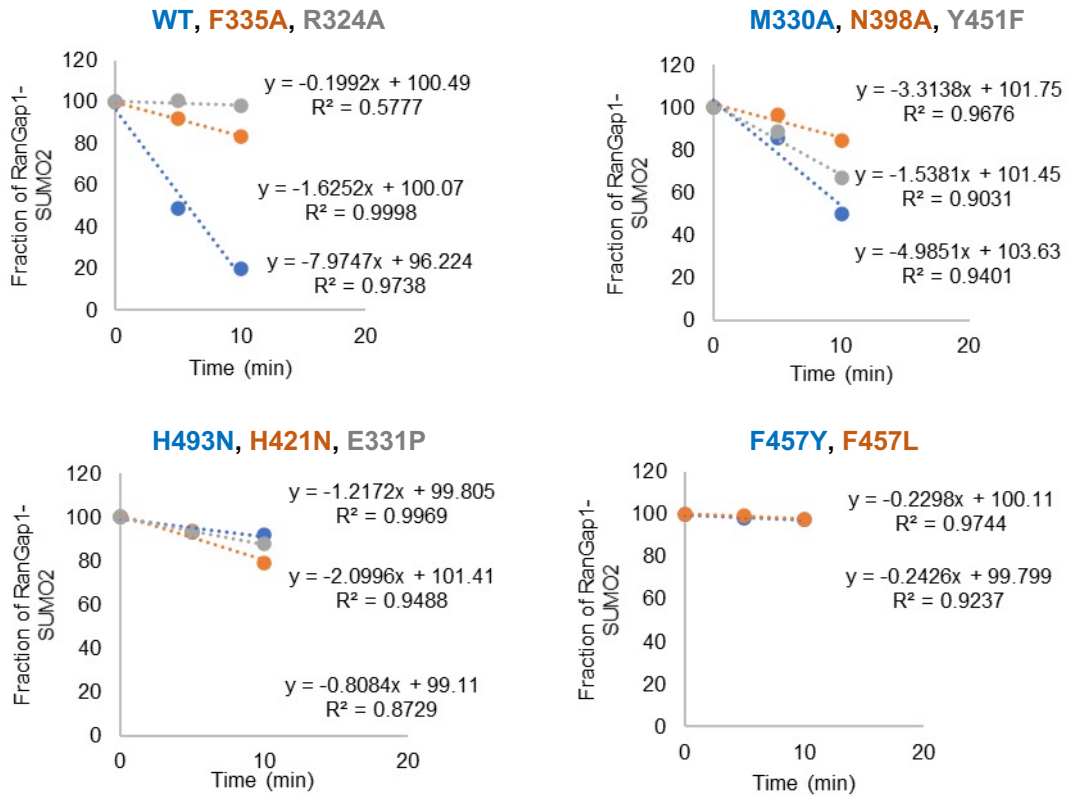 WT, F335A, R324A
120
100
80
60
40
20
0
0
10
20
Fraction of RanGap1-
SUMO2
Time (min)
y = -0.1992x + 100.49
R² = 0.5777
y = -1.6252x + 100.07
R² = 0.9998
y = -7.9747x + 96.224
R² = 0.9738
M330A, N398A, Y451F
120
100
80
60
40
20
0
0
10
20
Fraction of RanGap1-
SUMO2
Time (min)
y = -3.3138x + 101.75
R² = 0.9676
y = -1.5381x + 101.45
R² = 0.9031
y = -4.9851x + 103.63
R² = 0.9401
H493N, H421N, E331P
120
100
80
60
40
20
0
0
10
20
Fraction of RanGap1-
SUMO2
Time (min)
y = -1.2172x + 99.805
R² = 0.9969
y = -2.0996x + 101.41
R² = 0.9488
y = -0.8084x + 99.11
R² = 0.8729
F457Y, F457L
120
100
80
60
40
20
0
0
10
20
Fraction of RanGap1-
SUMO2
Time (min)
y = -0.2298x + 100.11
R² = 0.9744
y = -0.2426x + 99.799
R² = 0.9237